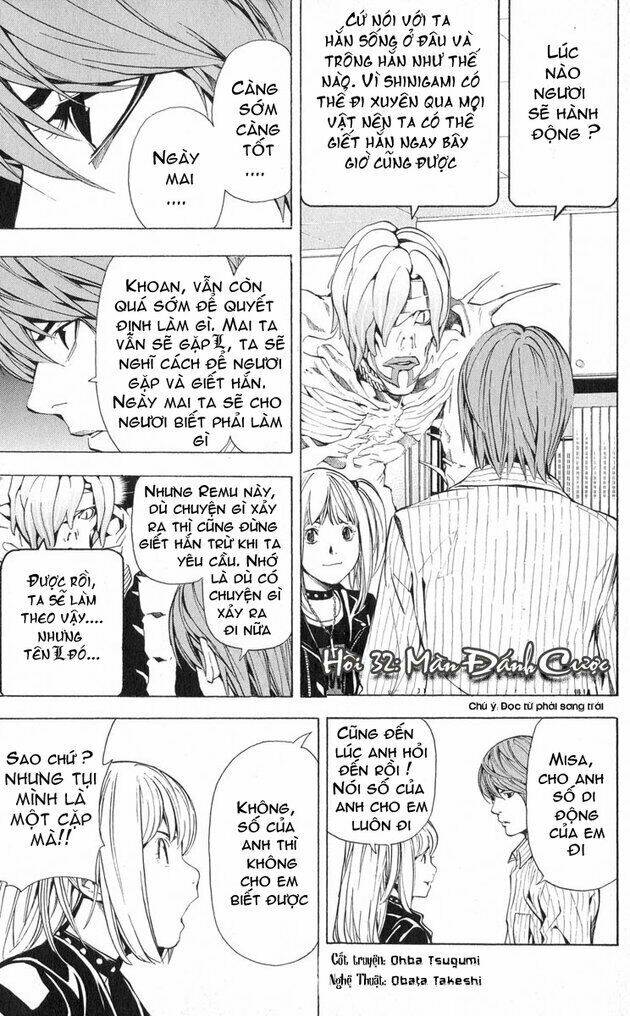 LÚC
NÀO
NGƯƠI
SẼ HÀNH
ĐỘNG ?
CỨ NÓI VỚI TA
HẮN SỐNG Ở ĐÂU VÀ
TRÔNG HẮN NHƯ THẾ
NÀO. VÌ SHINIGAMI CÓ
THỂ ĐI XUYÊN QUA MỌI
VẬT NÊN TA CÓ THỂ
GIẾT HẮN NGAY BÂY
GIỜ CŨNG ĐƯỢC
HỒI 32: MÀN ĐÁNH CƯỢC
Chú ý. Đọc từ phải sang trái
CÀNG
SỚM
CÀNG
TỐT
....
NGÀY
MAI
....
KHOAN, VẪN CÒN
QUÁ SỚM ĐỂ QUYẾT
ĐỊNH LÀM GÌ. MAI TA
VẪN SẼ GẶP L, TA SẼ
NGHĨ CÁCH ĐỂ NGƯƠI
GẶP VÀ GIẾT HẮN.
NGÀY MAI TA SẼ CHO
NGƯƠI BIẾT PHẢI LÀM
GÌ
NHƯNG REMU NÀY,
DÙ CHUYỆN GÌ XẢY
RA THÌ CŨNG ĐỪNG
GIẾT HẮN TRỪ KHI TA
YÊU CẦU. NHỚ
LÀ DÙ CÓ
CHUYỆN GÌ
XẢY RA
ĐI NỮA
ĐƯỢC RỒI,
TA SẼ LÀM
THEO VẬY....
NHƯNG
TÊN L ĐÓ...
MISA,
CHO ANH
SỐ DI
ĐỘNG
CỦA EM
ĐI
CŨNG ĐẾN
LÚC ANH HỎI
ĐẾN RỒI !
NÓI SỐ CỦA
ANH CHO EM
LUÔN ĐI
Cốt truyện: Ohba Tsugumi
Nghệ Thuật: Obata Takeshi
KHÔNG,
SỐ CỦA
ANH THÌ
KHÔNG
CHO EM
BIẾT ĐƯỢC
SAO CHỨ ?
NHƯNG TỤI
MÌNH LÀ
MỘT CẶP
MÀ!!